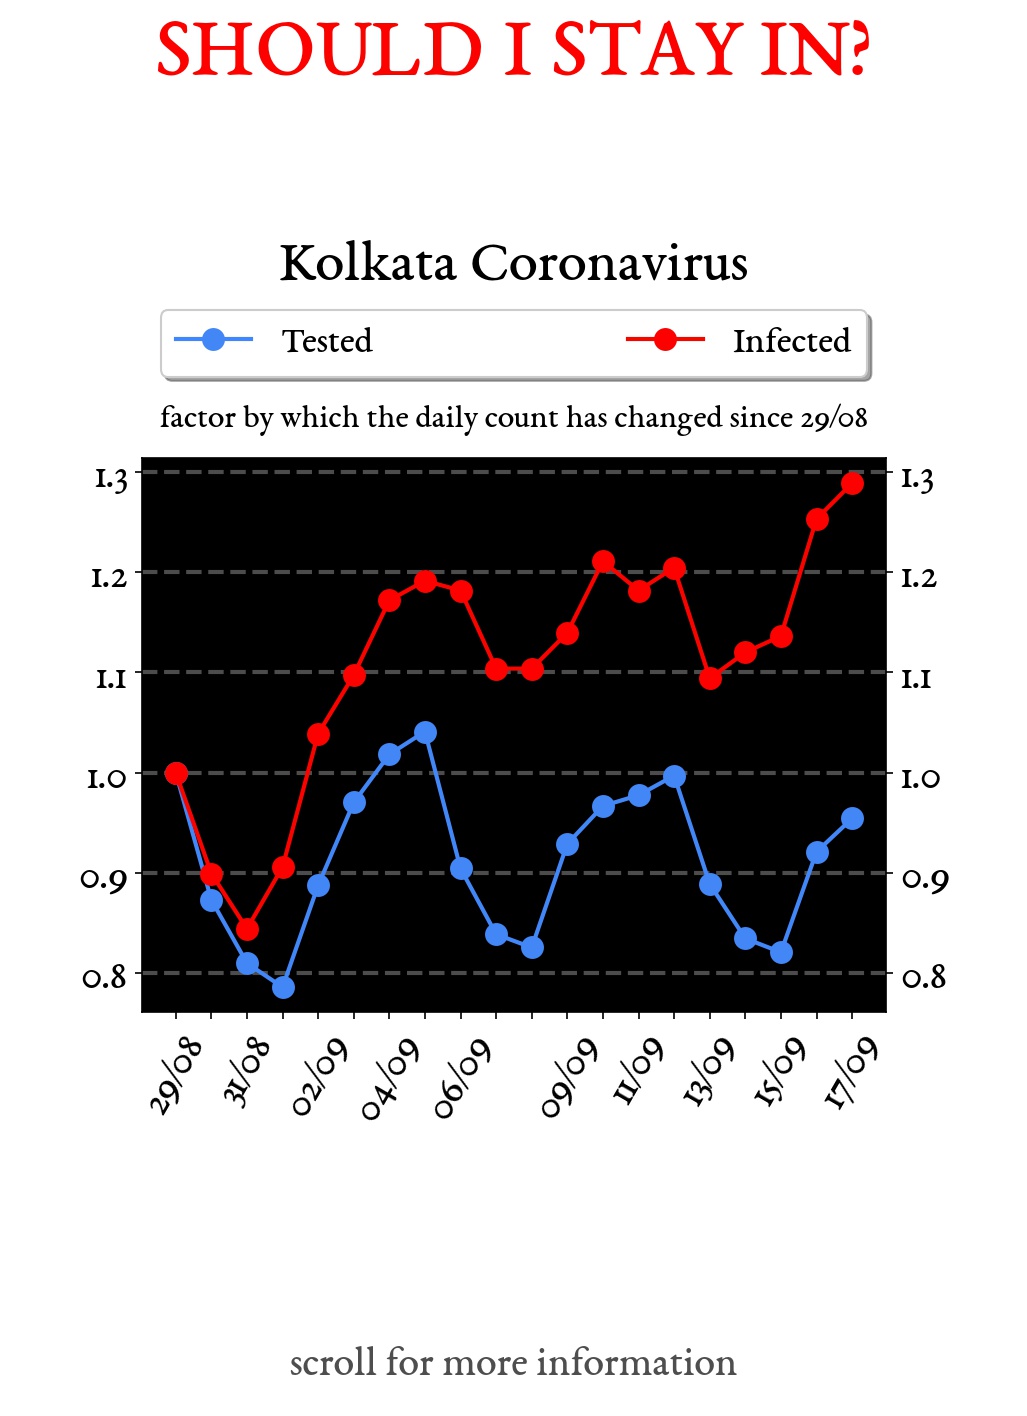 SHOULD I STAY IN?
Kolkata Coronavirus
Tested Infected
factor by which the daily count has changed since 29/08
1.3 1.3
1.2 1.2
1.1 1.1
1.0 1.0
0.9 0.9
0.8 0.8
29/08 31/08 02/09 04/09 06/09 09/09 11/09 13/09 15/09 17/09
scroll for more information